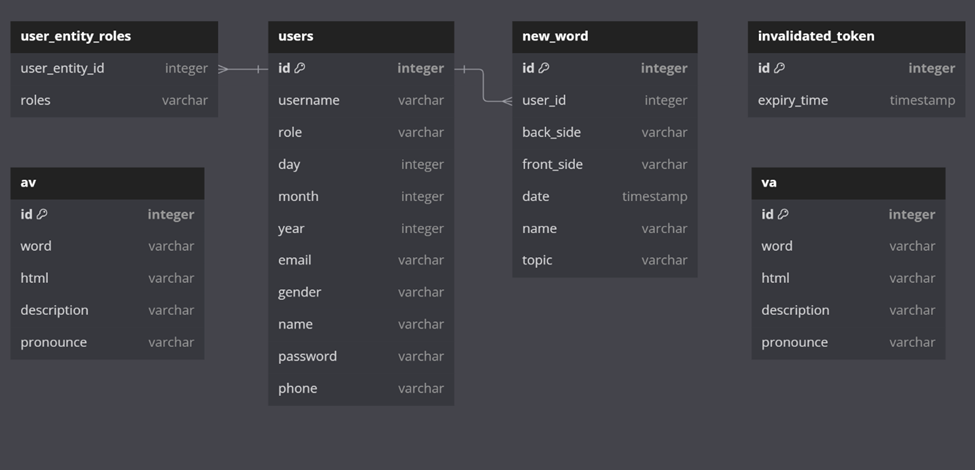 user_entity_roles
user_entity_id integer
roles varchar
users
id integer
username varchar
role varchar
day integer
month integer
year integer
email varchar
gender varchar
name varchar
password varchar
phone varchar
new_word
id integer
user_id integer
back_side varchar
front_side varchar
date timestamp
name varchar
topic varchar
invalidated_token
id integer
expiry_time timestamp
av
id integer
word varchar
html varchar
description varchar
pronounce varchar
va
id integer
word varchar
html varchar
description varchar
pronounce varchar